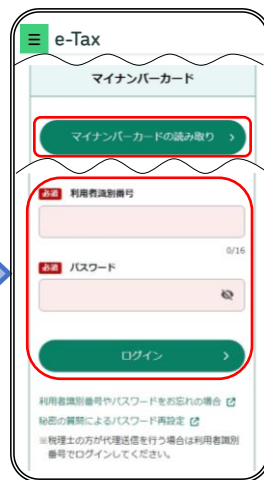 e-Tax
マイナンバーカード
マイナンバーカードの読み取り
必須 利用者識別番号
0/16
必須 パスワード
ログイン
利用者識別番号やパスワードをお忘れの場合
秘密の質問によるパスワード再設定
※税理士の方が代理送信を行う場合は利用者識別
番号でログインしてください。